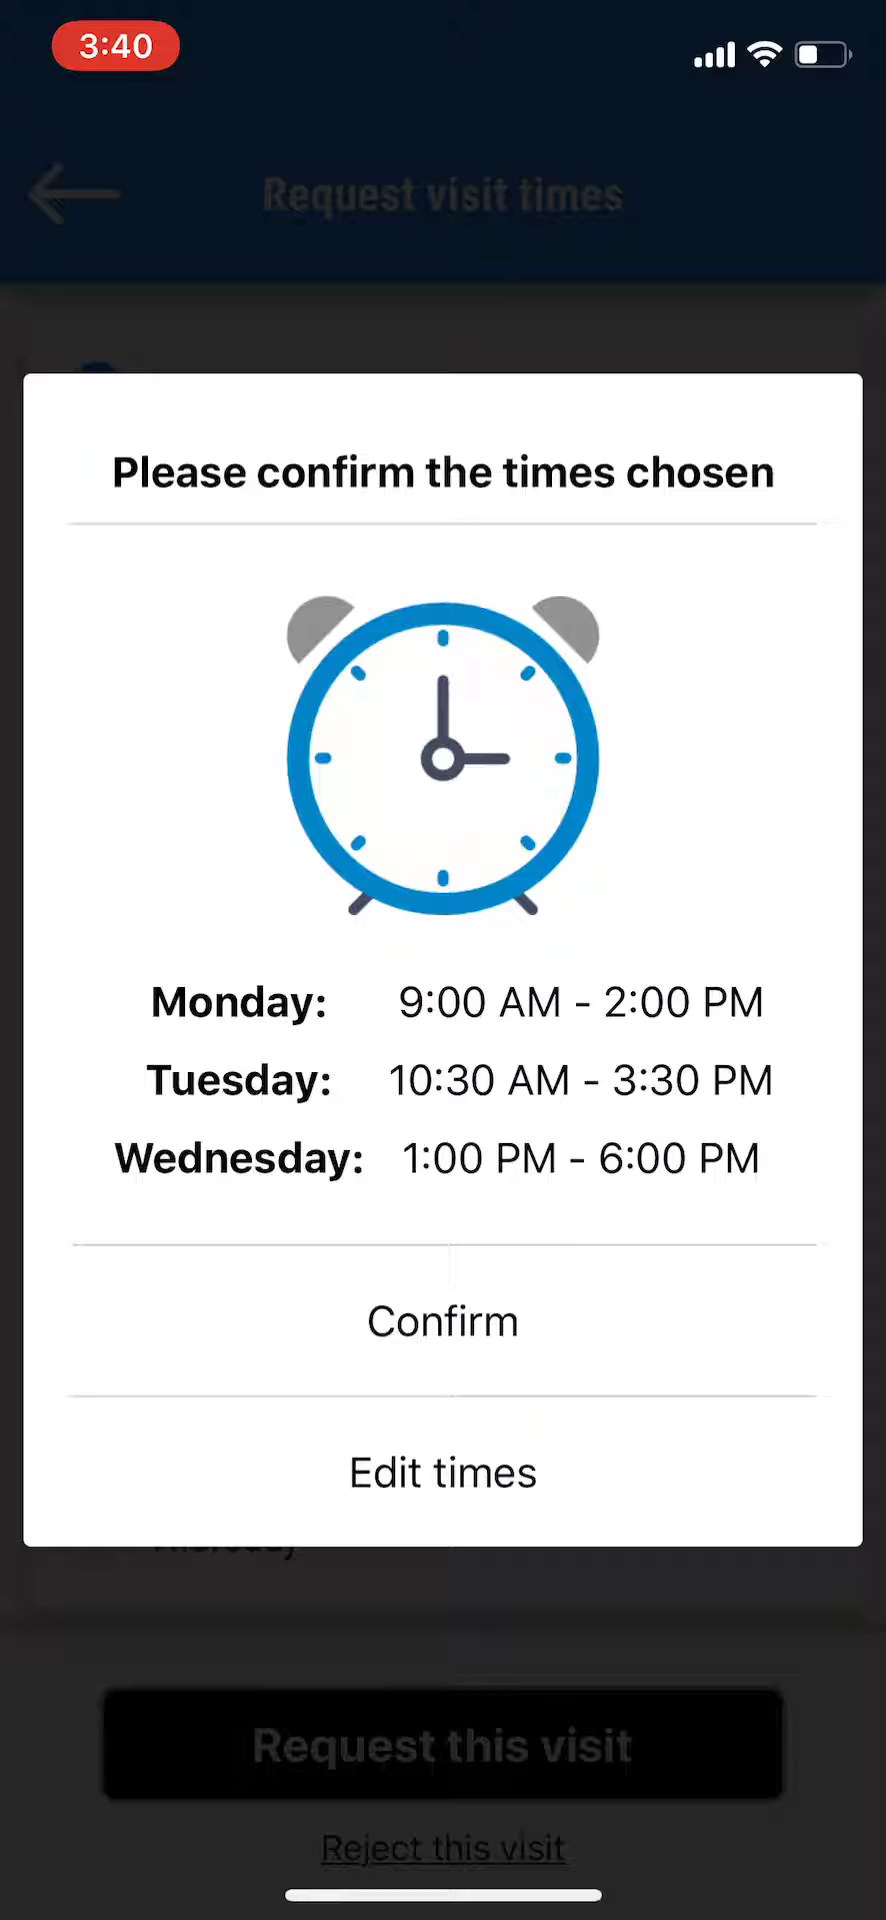 3:40
Request visit times
Please confirm the times chosen
Monday: 9:00 AM - 2:00 PM
Tuesday: 10:30 AM - 3:30 PM
Wednesday: 1:00 PM - 6:00 PM
Confirm
Edit times
Request this visit
Reject this visit